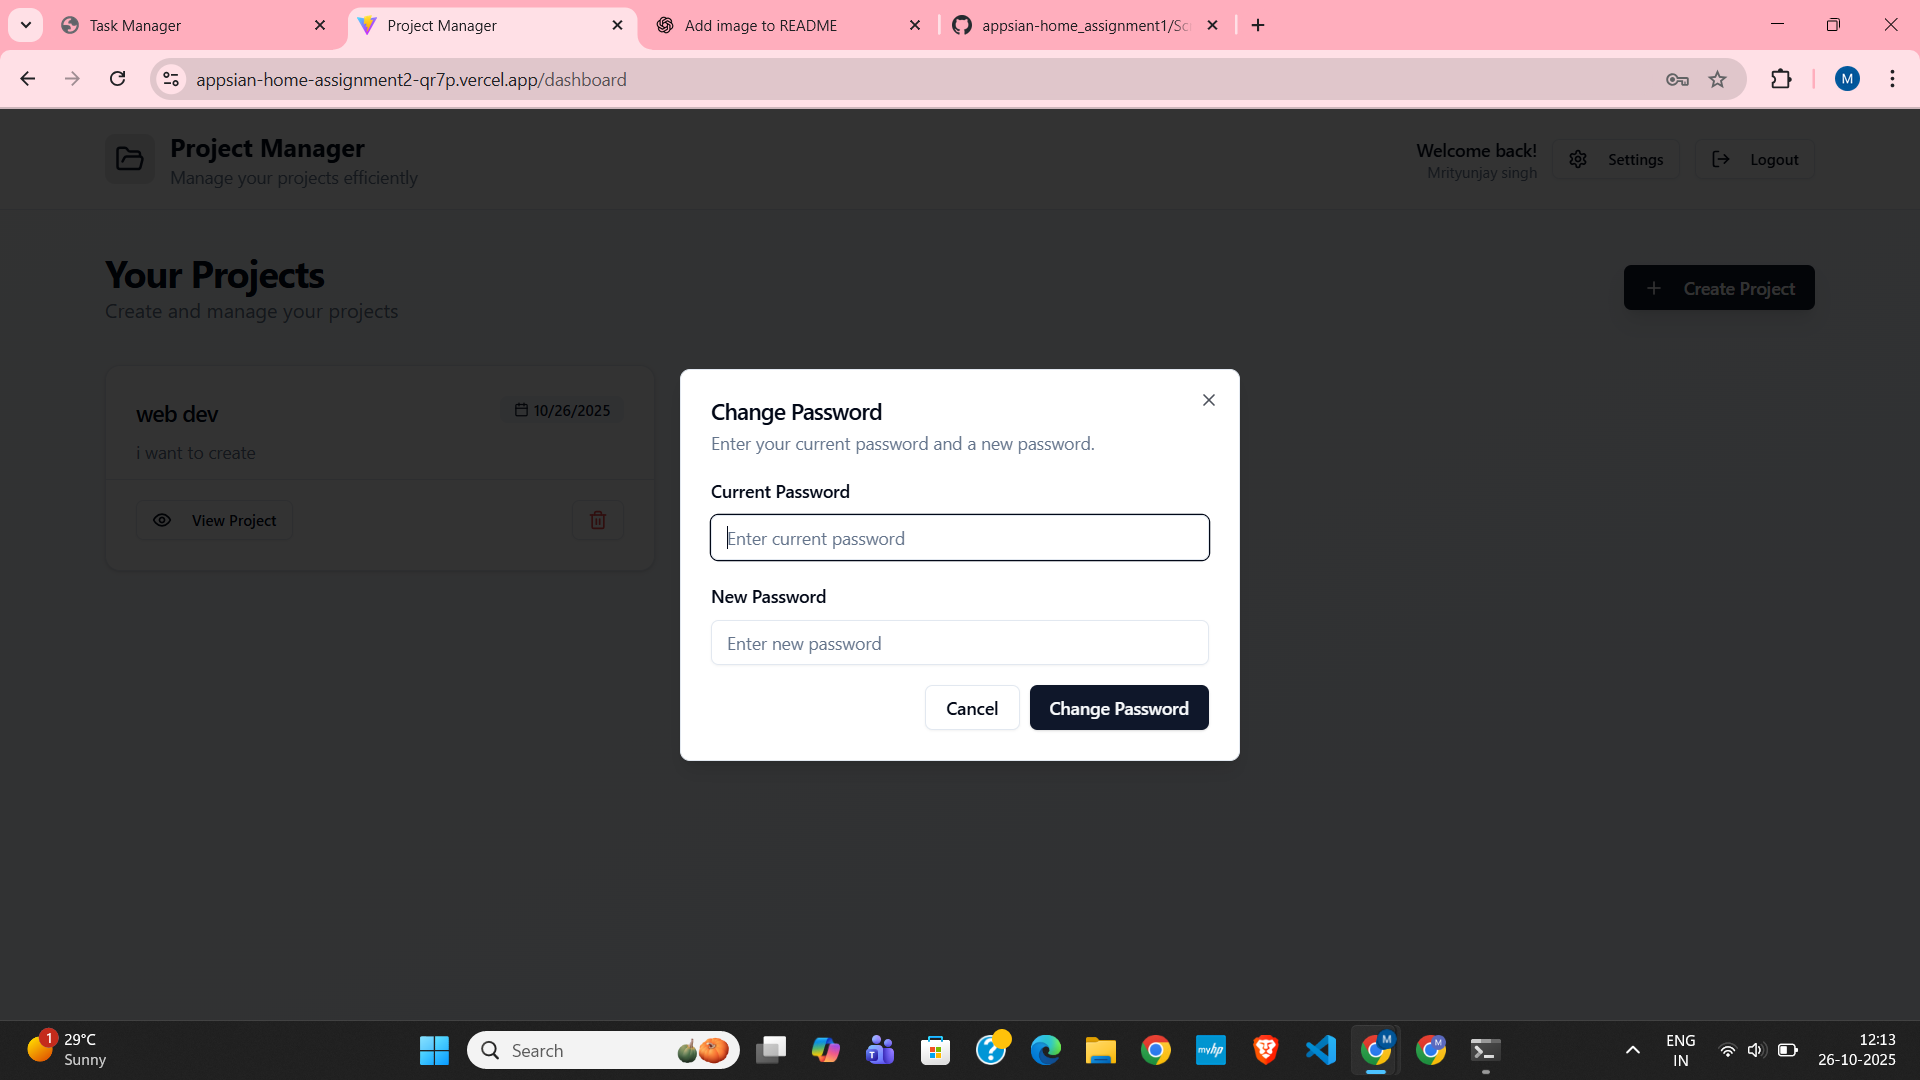 Task Manager
Project Manager
Add image to README
appsian-home_assignment1/Sc
appsian-home-assignment2-qr7p.vercel.app/dashboard
M
Project Manager
Manage your projects efficiently
Welcome back!
Mrityunjay singh
Settings
Logout
Your Projects
Create and manage your projects
Create Project
web dev
10/26/2025
i want to create
View Project
Change Password
Enter your current password and a new password.
Current Password
Enter current password
New Password
Enter new password
Cancel
Change Password
1
29°C
Sunny
Search
T
?
myhp
M
M
ENG
IN
12:13
26-10-2025